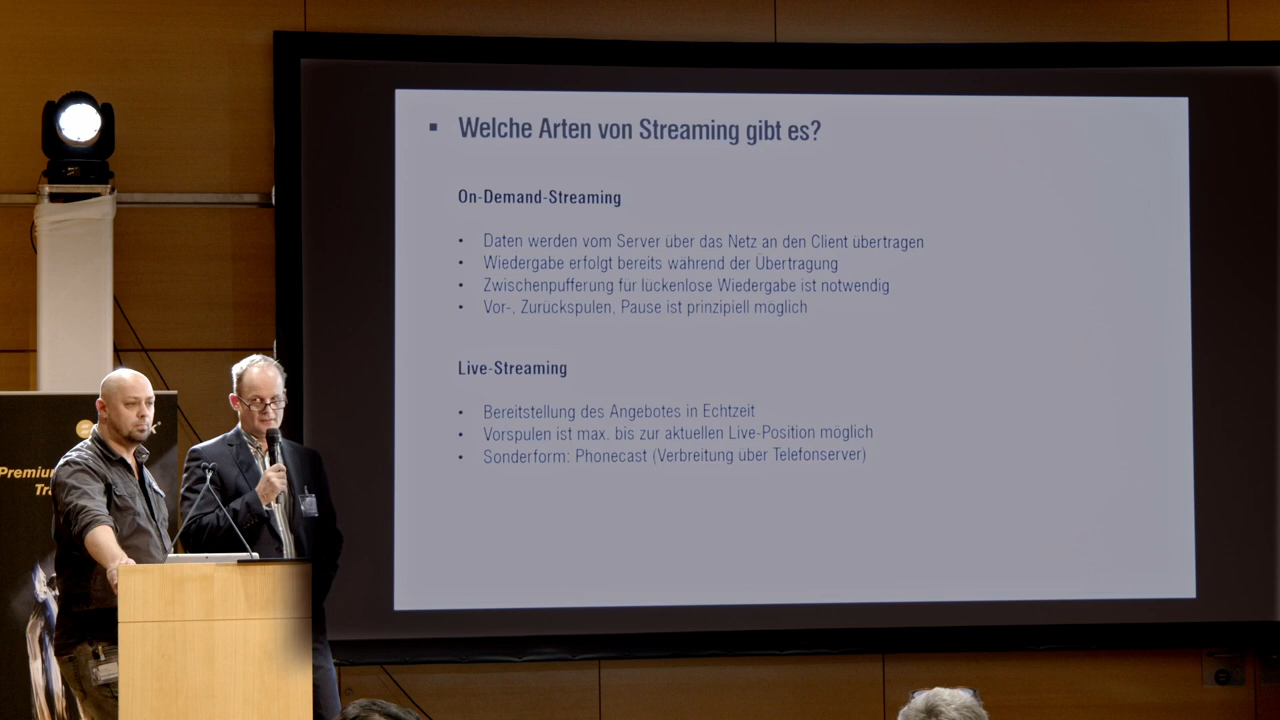 ▪ Welche Arten von Streaming gibt es?
On-Demand-Streaming
• Daten werden vom Server über das Netz an den Client übertragen
• Wiedergabe erfolgt bereits während der Übertragung
• Zwischenpufferung für lückenlose Wiedergabe ist notwendig
• Vor-, Zurückspulen, Pause ist prinzipiell möglich
Live-Streaming
• Bereitstellung des Angebotes in Echtzeit
• Vorspulen ist max. bis zur aktuellen Live-Position möglich
• Sonderform: Phonecast (Verbreitung über Telefonserver)
Premium